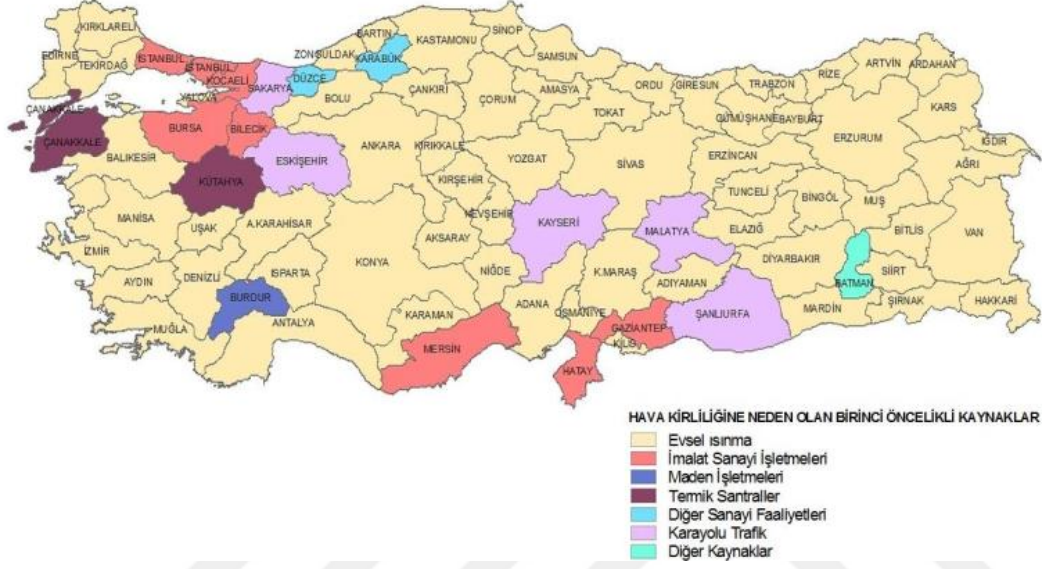 KIRKLARELİ
EDİRNE
TEKİRDAĞ
İSTANBUL
İSTANBUL
KOCAELİ
YALOVA
SAKARYA
DÜZCE
ZONGULDAK
BARTIN
KARABÜK
KASTAMONU
SİNOP
SAMSUN
ORDU
GİRESUN
TRABZON
RİZE
ARTVİN
ARDAHAN
KARS
IĞDIR
AĞRI
ERZURUM
BAYBURT
GÜMÜŞHANE
ERZİNCAN
TOKAT
AMASYA
ÇORUM
ÇANKIRI
BOLU
ANKARA
KIRIKKALE
YOZGAT
SİVAS
KIRŞEHİR
NEVŞEHİR
KAYSERİ
MALATYA
TUNCELİ
BİNGÖL
MUŞ
ELAZIĞ
BİTLİS
VAN
DİYARBAKIR
BATMAN
SİİRT
ŞIRNAK
HAKKARİ
MARDİN
ŞANLIURFA
ADIYAMAN
K.MARAŞ
GAZİANTEP
KİLİS
OSMANİYE
HATAY
ADANA
MERSİN
NİĞDE
AKSARAY
KONYA
KARAMAN
ANTALYA
ISPARTA
BURDUR
A.KARAHİSAR
ESKİŞEHİR
BİLECİK
BURSA
KÜTAHYA
UŞAK
DENİZLİ
MUĞLA
AYDIN
İZMİR
MANİSA
BALIKESİR
ÇANAKKALE
ÇANAKKALE
HAVA KİRLİLİĞİNE NEDEN OLAN BİRİNCİ ÖNCELİKLİ KAYNAKLAR
Evsel ısınma
İmalat Sanayi İşletmeleri
Maden İşletmeleri
Termik Santraller
Diğer Sanayi Faaliyetleri
Karayolu Trafik
Diğer Kaynaklar